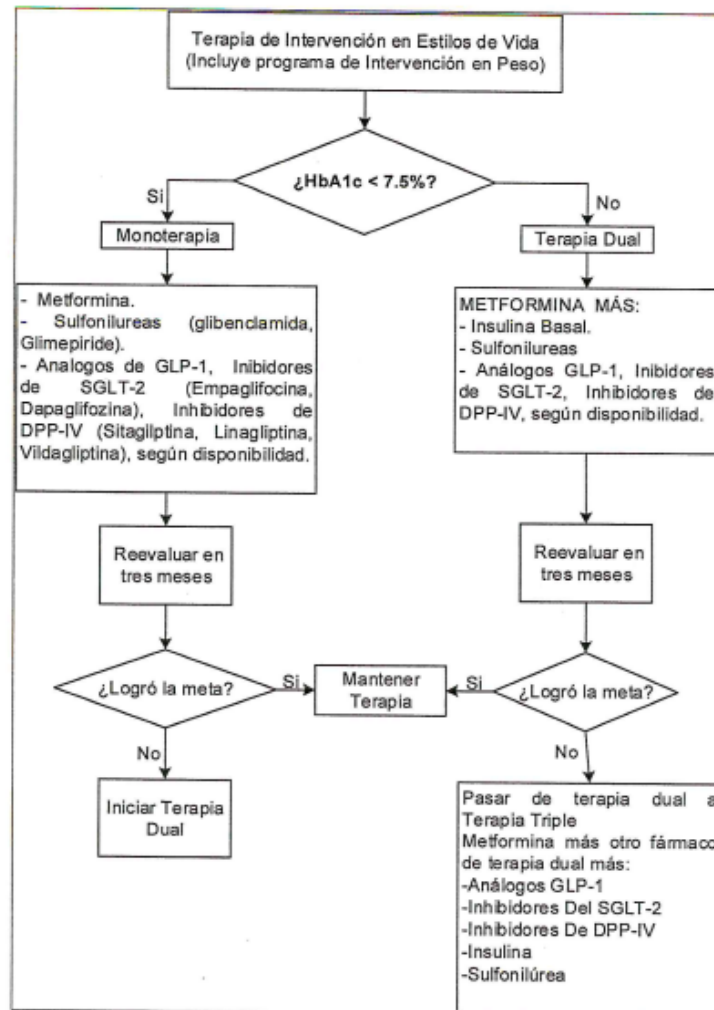 Terapia de Intervención en Estilos de Vida
(Incluye programa de Intervención en Peso)
¿HbA1c < 7.5%?
Si
No
Monoterapia
Terapia Dual
- Metformina.
- Sulfonilureas (glibenclamida,
Glimepiride).
- Analogos de GLP-1, Inibidores
de SGLT-2 (Empaglifocina,
Dapaglifozina), Inhibidores de
DPP-IV (Sitagliptina, Linagliptina,
Vildagliptina), según disponibilidad.
METFORMINA MÁS:
- Insulina Basal.
- Sulfonilureas
- Análogos GLP-1, Inibidores
de SGLT-2, Inhibidores de
DPP-IV, según disponibilidad.
Reevaluar en
tres meses
Reevaluar en
tres meses
¿Logró la meta?
Si
Mantener
Terapia
Si
¿Logró la meta?
No
No
Iniciar Terapia
Dual
Pasar de terapia dual a
Terapia Triple
Metformina más otro fármaco
de terapia dual más:
-Análogos GLP-1
-Inhibidores Del SGLT-2
-Inhibidores De DPP-IV
-Insulina
-Sulfonilúrea